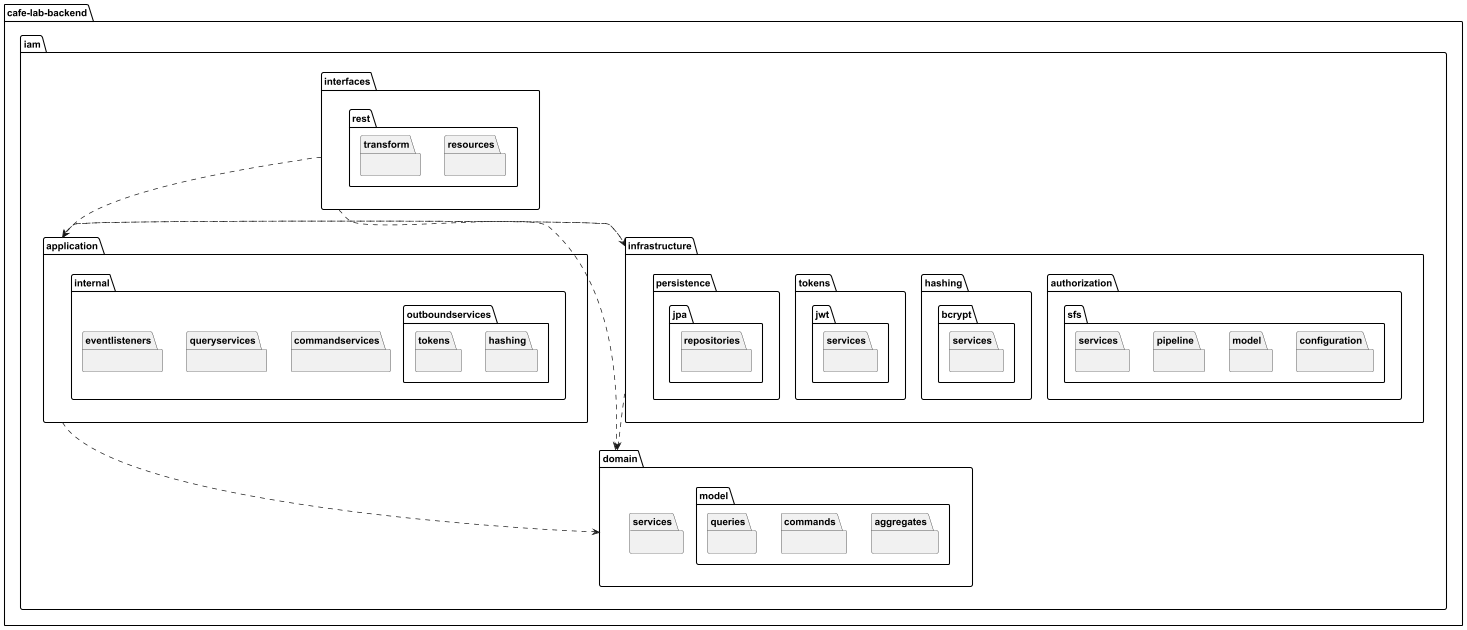 cafe-lab-backend
iam
interfaces
rest
transform
resources
application
infrastructure
internal
persistence
tokens
hashing
authorization
outboundservices
jpa
jwt
bcrypt
sfs
eventlisteners
queryservices
commandservices
tokens
hashing
repositories
services
services
services
pipeline
model
configuration
domain
model
services
queries
commands
aggregates